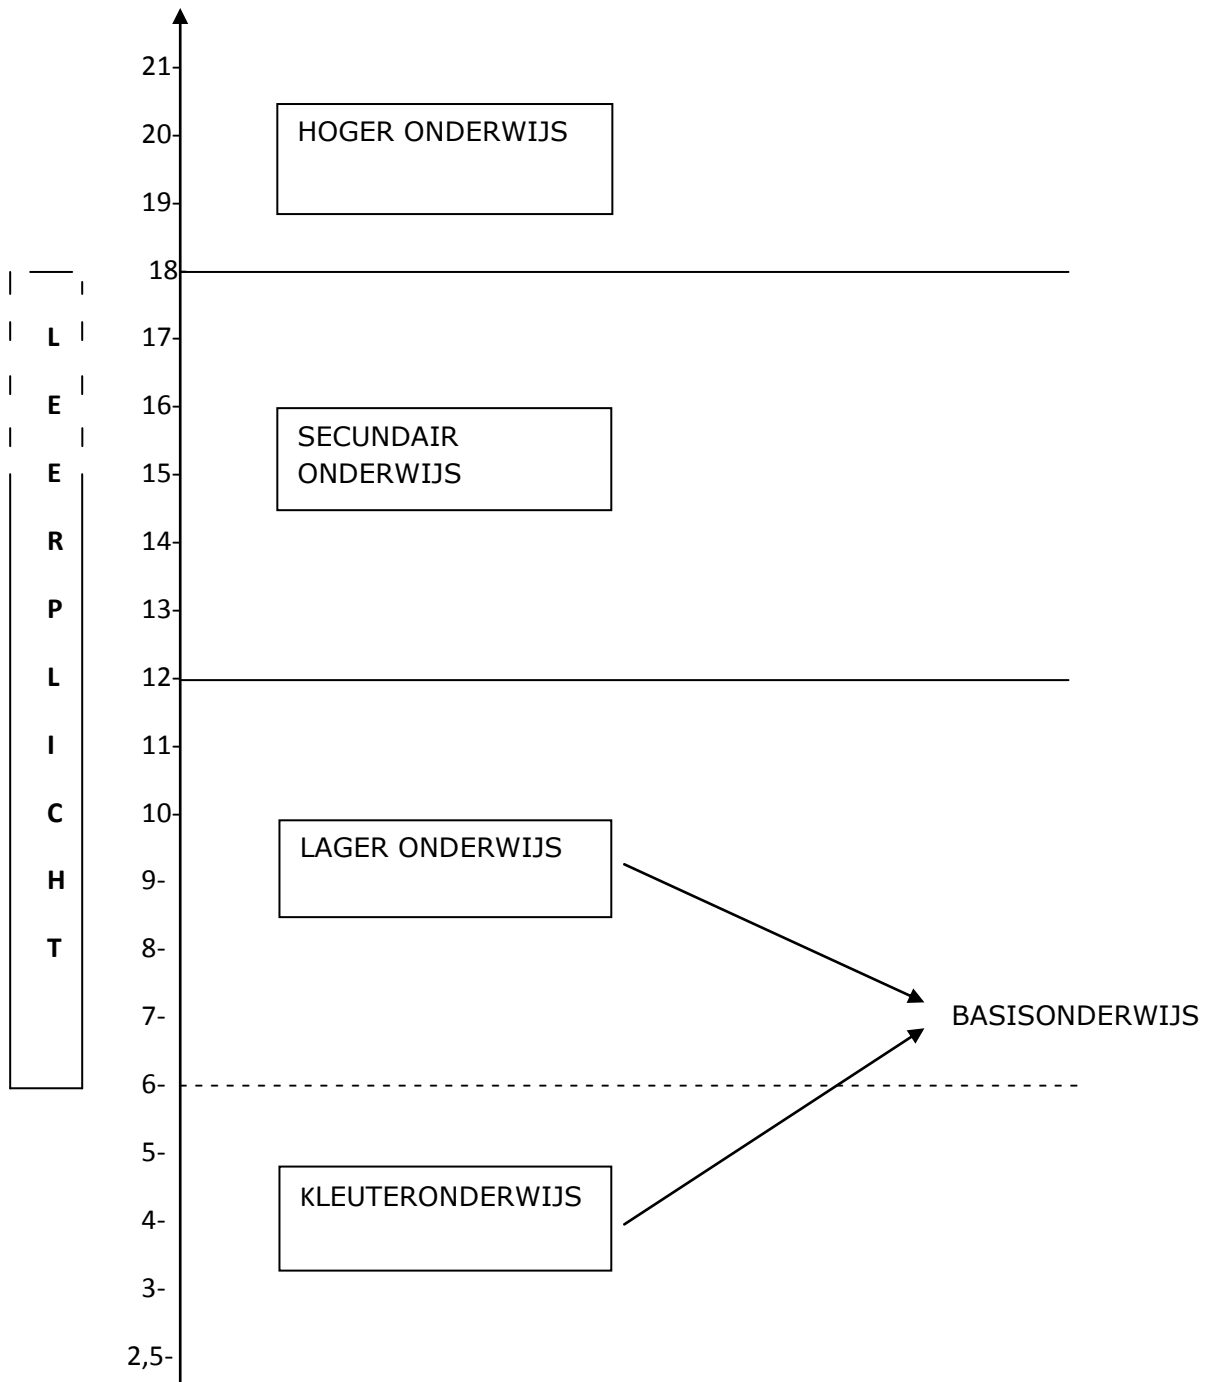 21-
HOGER ONDERWIJS
20-
19-
18
L
17-
E
16-
SECUNDAIR
ONDERWIJS
E
15-
R
14-
P
13-
L
12-
I
11-
C
10-
LAGER ONDERWIJS
H
9-
T
8-
7-
BASISONDERWIJS
6-
5-
KLEUTERONDERWIJS
4-
3-
2,5-